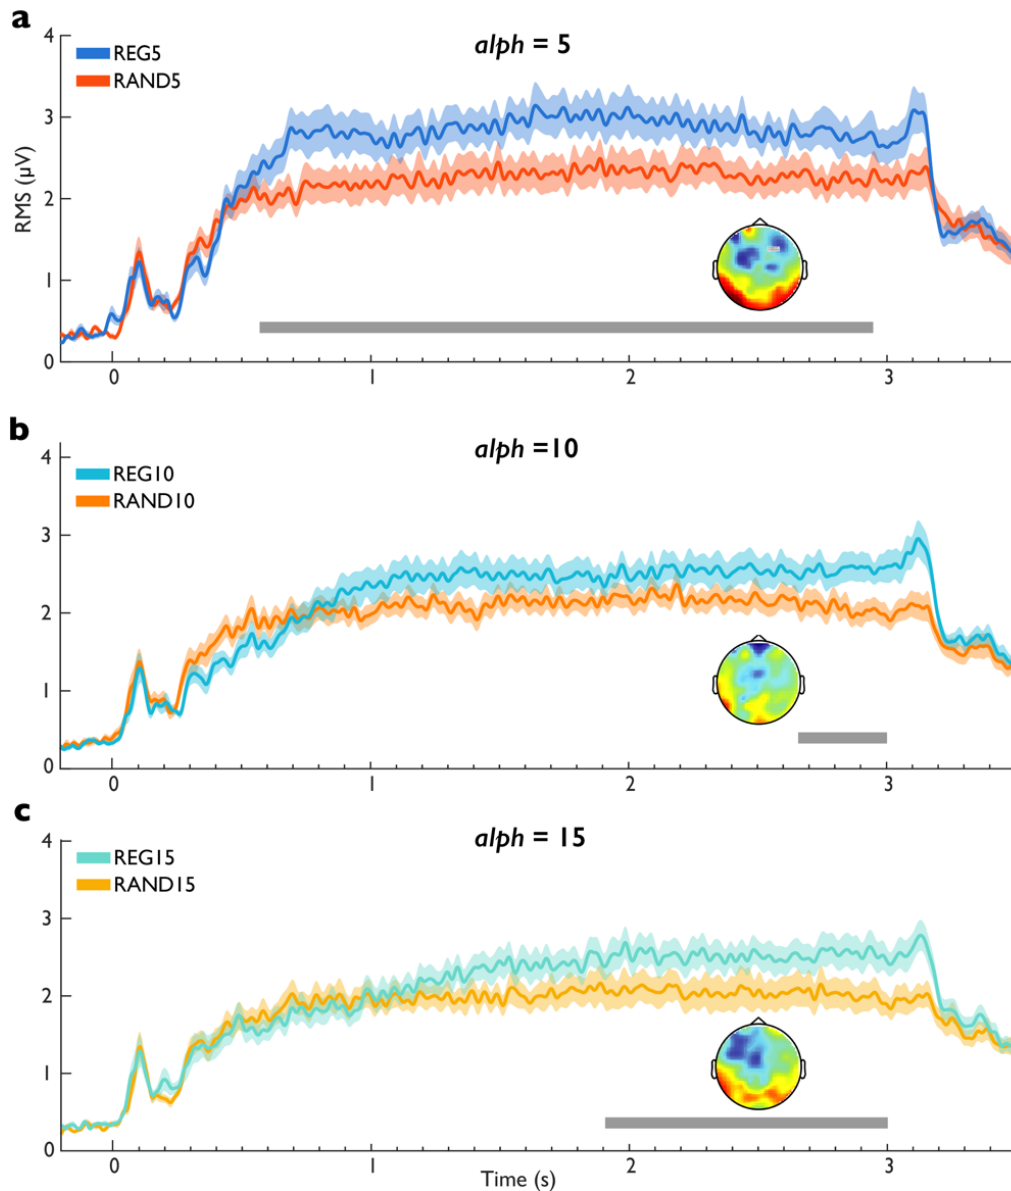 a
alph = 5
4
REG5
RAND5
3
RMS (µV)
2
1
0
0 1 2 3
b
alph =10
4
REG10
RAND10
3
2
1
0
0 1 2 3
c
alph = 15
4
REG15
RAND15
3
2
1
0
0 1 2 3
Time (s)